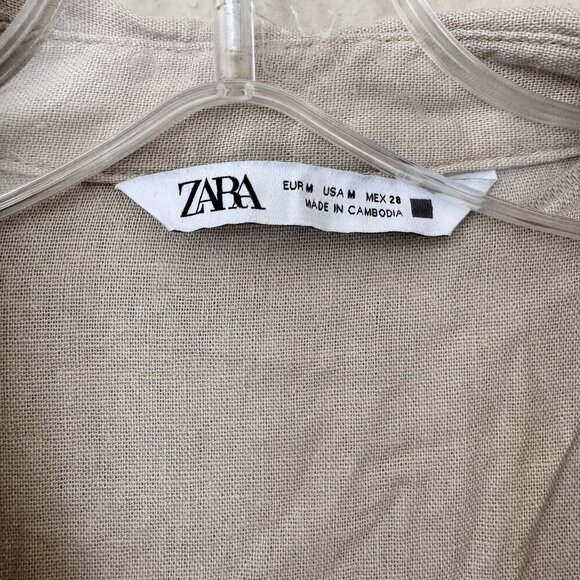 ZARA
EUR M USA M MEX 28
MADE IN CAMBODIA